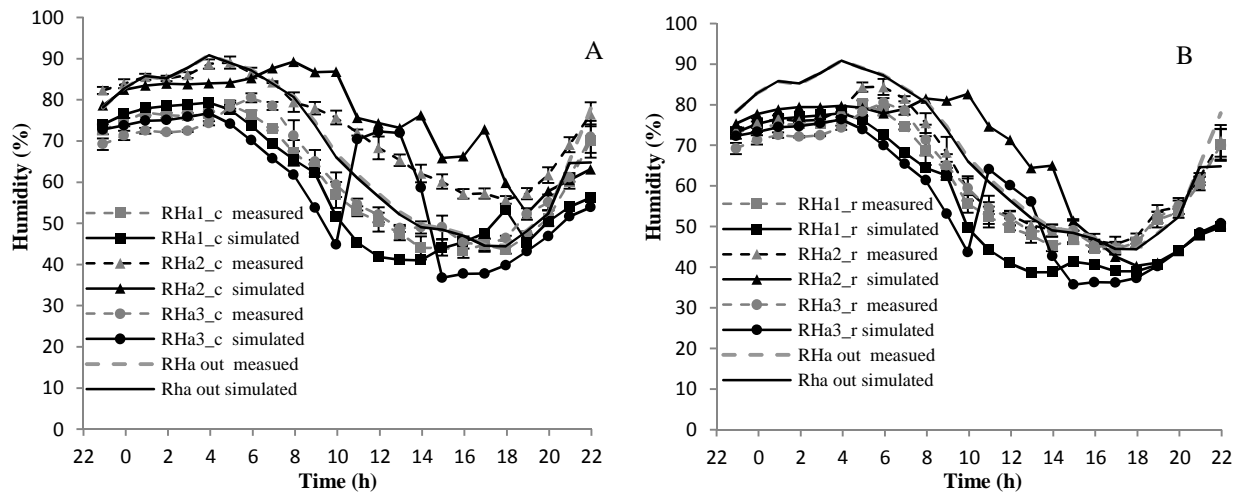 A
Humidity (%)
100
90
80
70
60
50
40
30
20
10
0
RHa1_c measured
RHa1_c simulated
RHa2_c measured
RHa2_c simulated
RHa3_c measured
RHa3_c simulated
RHa out measued
Rha out simulated
22 0 2 4 6 8 10 12 14 16 18 20 22
Time (h)
B
Humidity (%)
100
90
80
70
60
50
40
30
20
10
0
RHa1_r measured
RHa1_r simulated
RHa2_r measured
RHa2_r simulated
RHa3_r measured
RHa3_r simulated
RHa out measued
Rha out simulated
22 0 2 4 6 8 10 12 14 16 18 20 22
Time (h)